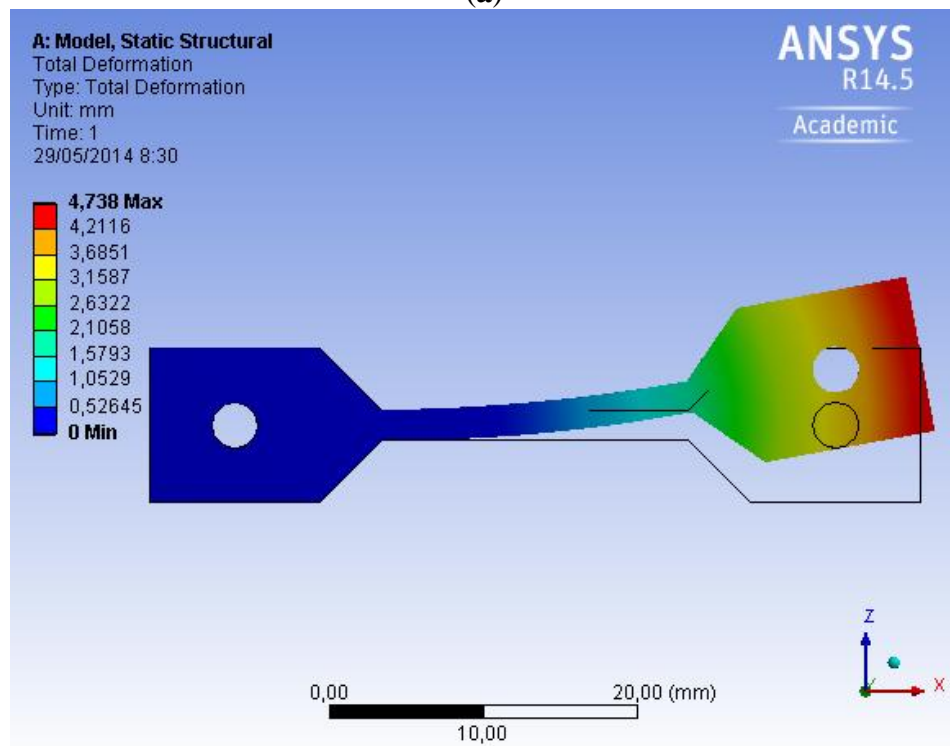 (a)
A: Model, Static Structural
Total Deformation
Type: Total Deformation
Unit: mm
Time: 1
29/05/2014 8:30
ANSYS
R14.5
Academic
4,738 Max
4,2116
3,6851
3,1587
2,6322
2,1058
1,5793
1,0529
0,52645
0 Min
Z
Y
X
0,00
20,00 (mm)
10,00